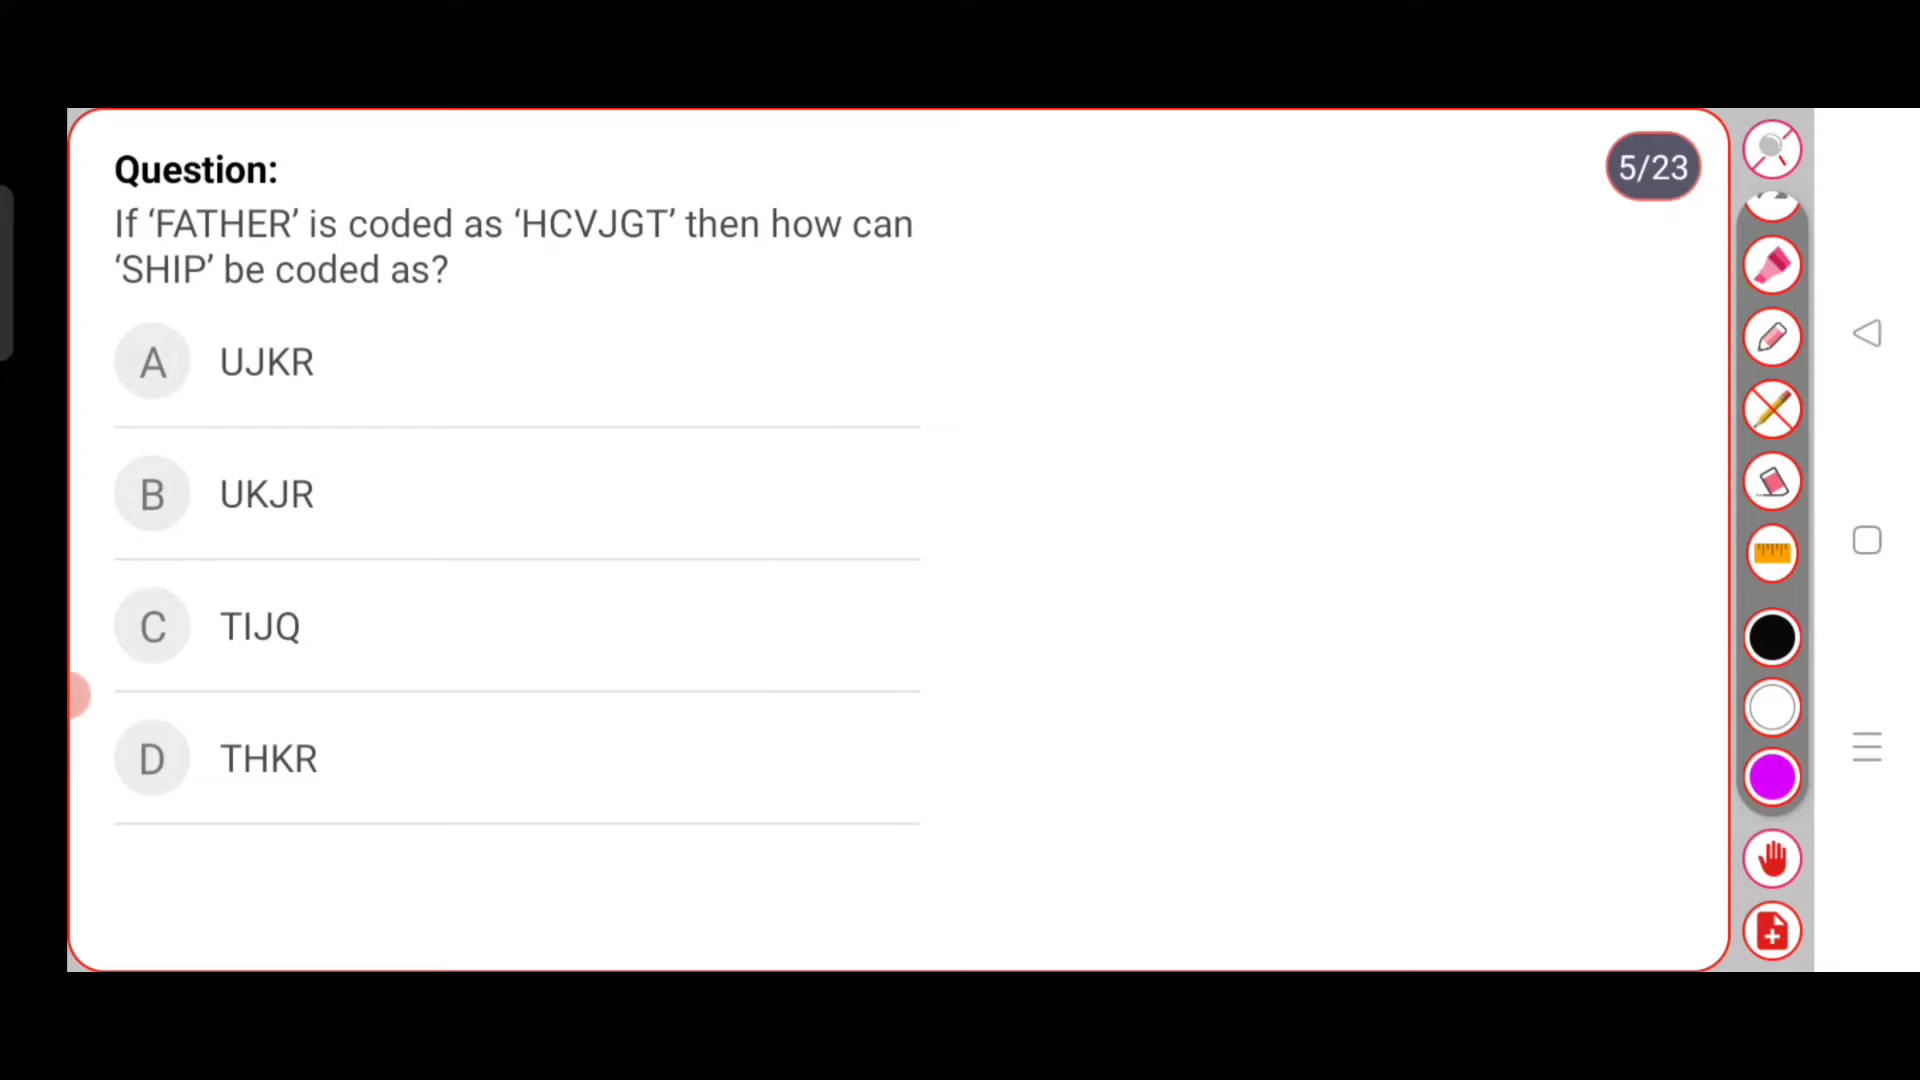 Question:
5/23
If ‘FATHER’ is coded as ‘HCVJGT’ then how can
‘SHIP’ be coded as?
A UJKR
B UKJR
C TIJQ
D THKR